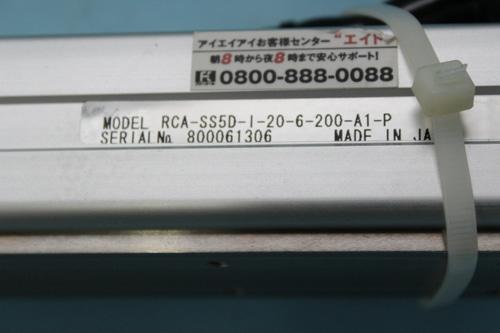 アイエイアイお客様センター "エイト
朝8時から夜8時まで安心サポート!
0800-888-0088
MODEL RCA-SS5D-I-20-6-200-A1-P
SERIALNo 800061306 MADE IN JA